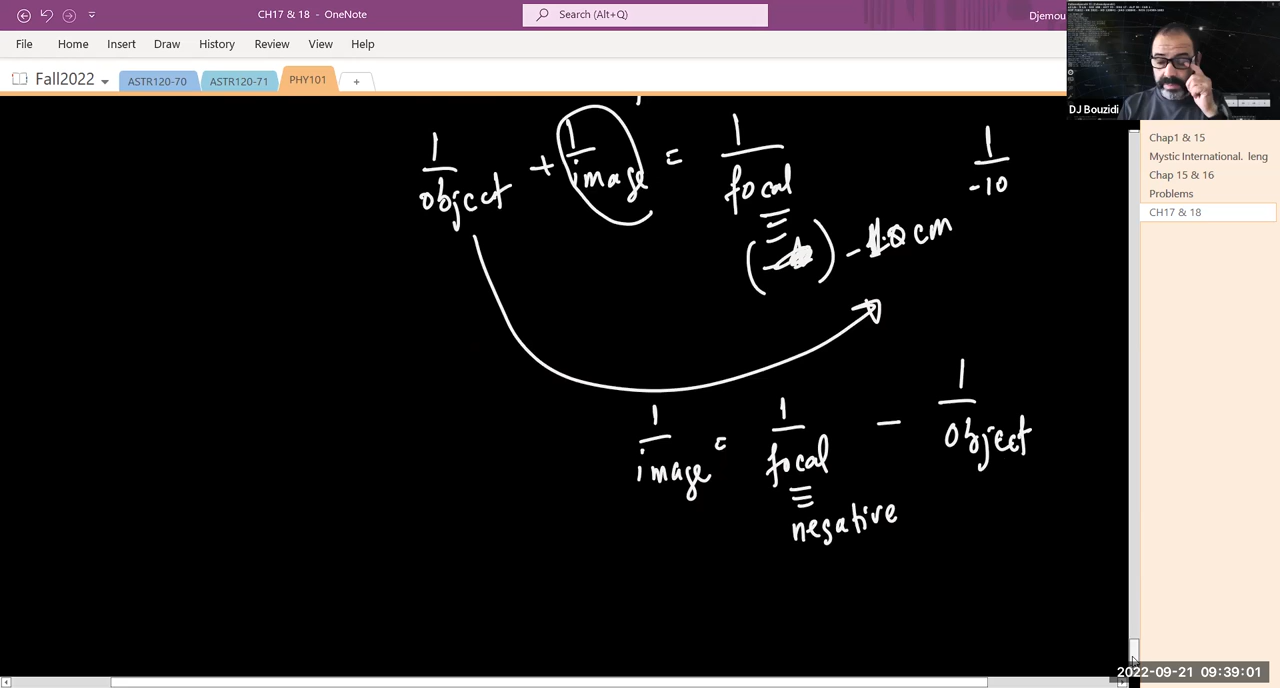 CH17 & 18 - OneNote
Search (Alt+Q)
Djemou
File Home Insert Draw History Review View Help
Fall2022 ASTR120-70 ASTR120-71 PHY101 +
DJ Bouzidi
Chap1 & 15
Mystic International. leng
Chap 15 & 16
Problems
CH17 & 18
1/object + 1/image = 1/focal
1/-10
( ) -10 cm
1/image = 1/focal - 1/object
negative
2022-09-21 09:39:01